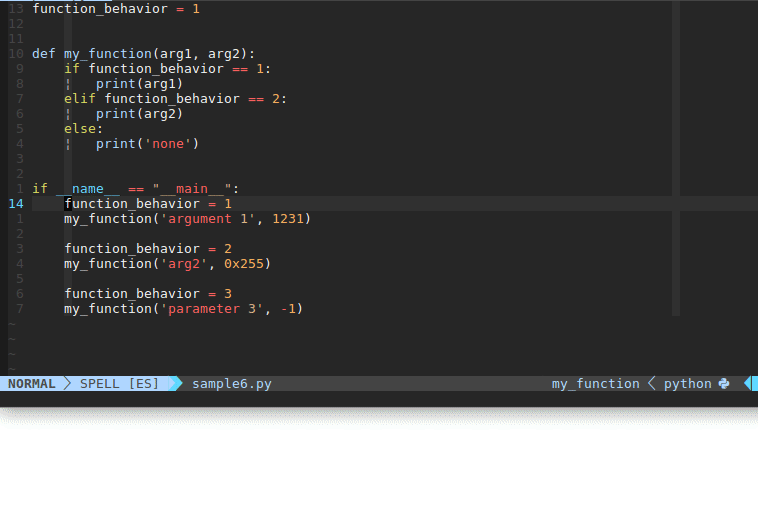 13 function_behavior = 1
12
11
10 def my_function(arg1, arg2):
9     if function_behavior == 1:
8     ¦   print(arg1)
7     elif function_behavior == 2:
6     ¦   print(arg2)
5     else:
4     ¦   print('none')
3
2
1 if __name__ == "__main__":
14     function_behavior = 1
1     my_function('argument 1', 1231)
2
3     function_behavior = 2
4     my_function('arg2', 0x255)
5
6     function_behavior = 3
7     my_function('parameter 3', -1)
~
~
~
~
NORMAL SPELL [ES] sample6.py my_function python